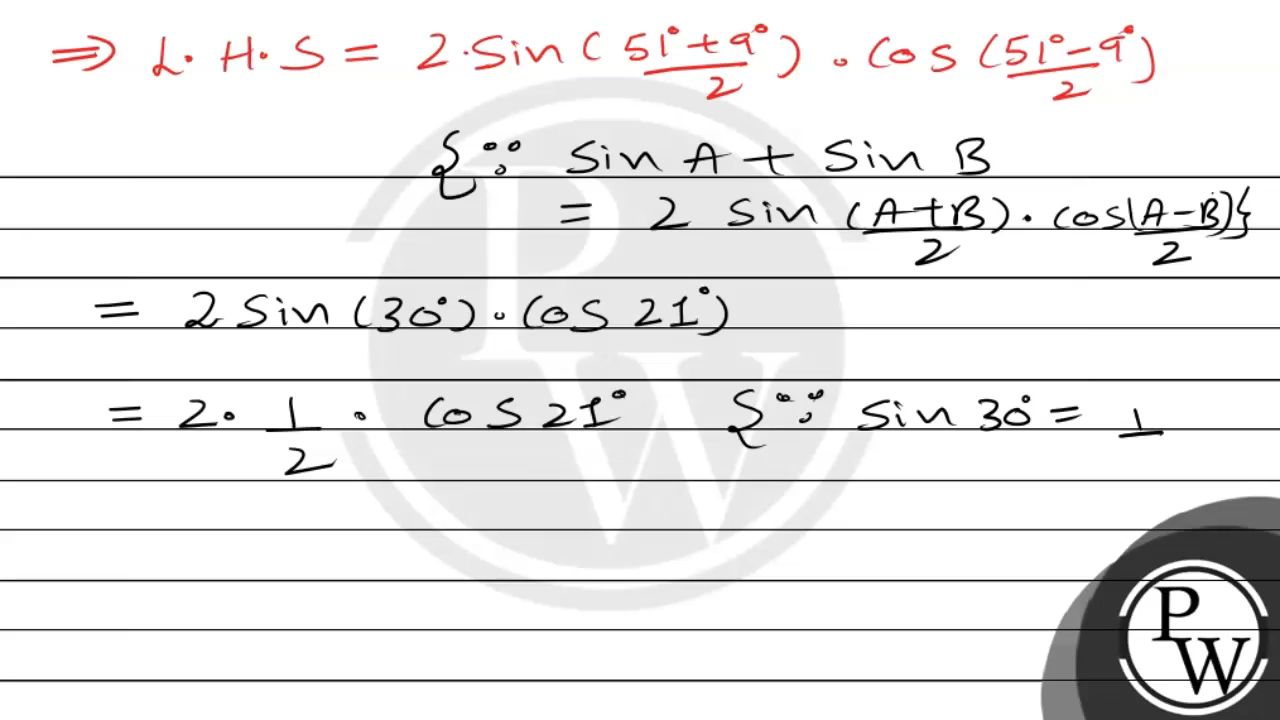 ⇒ L.H.S = 2.Sin(51°+9°/2).Cos(51°-9°/2)
{∵ Sin A + Sin B
= 2 Sin(A+B/2).Cos(A-B/2)}
= 2 Sin(30°).Cos 21°)
= 2.1/2.Cos 21° {∵ Sin 30° = 1
PW
PW